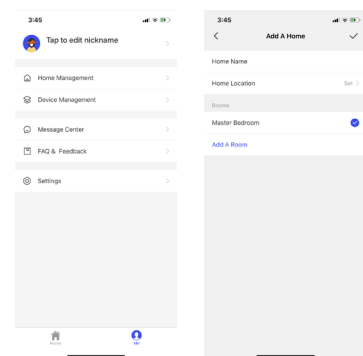 3:45
Tap to edit nickname
Home Management
Device Management
Message Center
FAQ & Feedback
Settings
Home
Me
3:45
Add A Home
Home Name
Home Location
Set
Rooms
Master Bedroom
Add A Room